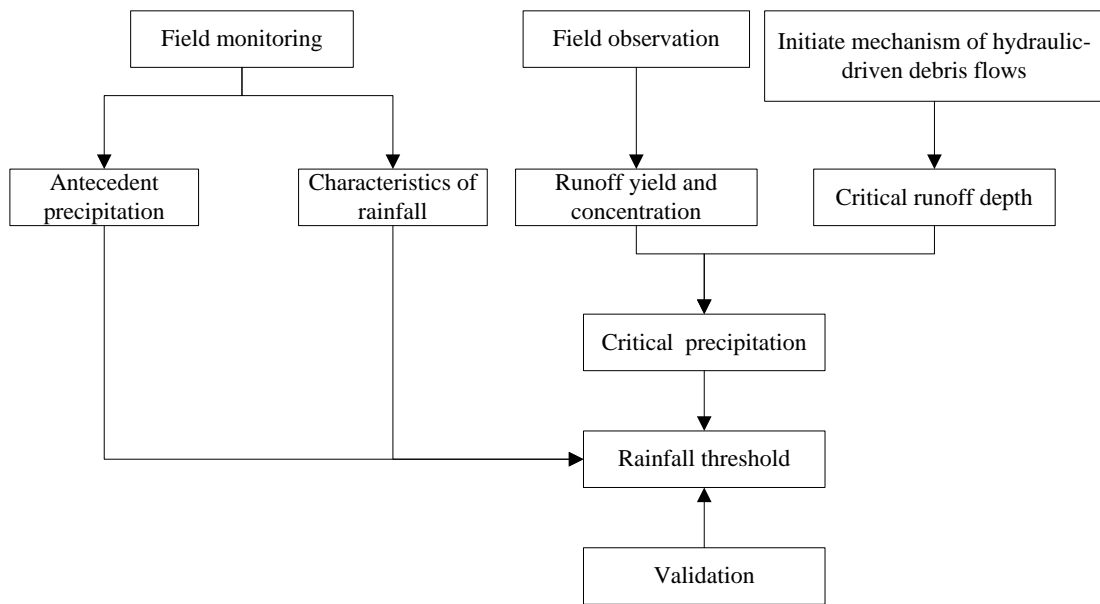 Field monitoring
Field observation
Initiate mechanism of hydraulic-
driven debris flows
Antecedent
precipitation
Characteristics of
rainfall
Runoff yield and
concentration
Critical runoff depth
Critical precipitation
Rainfall threshold
Validation